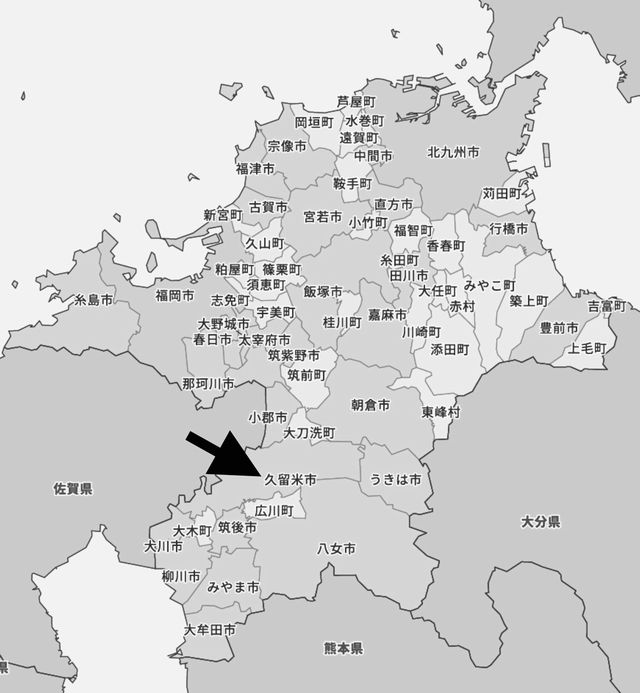 芦屋町
岡垣町
水巻町
遠賀町
宗像市
中間市
北九州市
福津市
鞍手町
苅田町
古賀市
直方市
新宮町
宮若市
小竹町
福智町
行橋市
久山町
香春町
糸田町
粕屋町
篠栗町
田川市
須恵町
みやこ町
糸島市
福岡市
志免町
飯塚市
大任町
築上町
赤村
吉富町
宇美町
嘉麻市
桂川町
大野城市
川崎町
豊前市
春日市
太宰府市
添田町
上毛町
筑紫野市
筑前町
那珂川市
朝倉市
東峰村
小郡市
大刀洗町
久留米市
うきは市
佐賀県
広川町
大分県
大木町
筑後市
大川市
八女市
柳川市
みやま市
大牟田市
熊本県
県